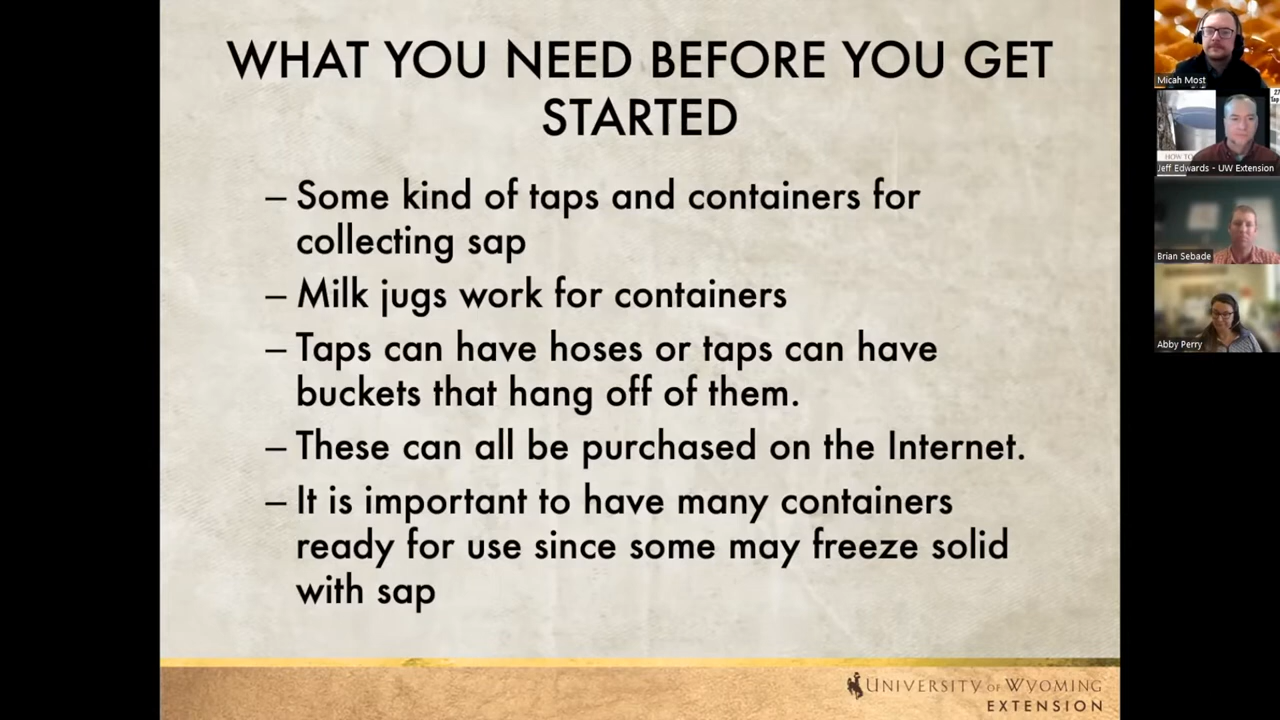 WHAT YOU NEED BEFORE YOU GET
STARTED
– Some kind of taps and containers for
collecting sap
– Milk jugs work for containers
– Taps can have hoses or taps can have
buckets that hang off of them.
– These can all be purchased on the Internet.
– It is important to have many containers
ready for use since some may freeze solid
with sap
UNIVERSITY OF WYOMING
EXTENSION
Micah Most
HOW TO
Jeff Edwards - UW Extension
Brian Sebade
Abby Perry